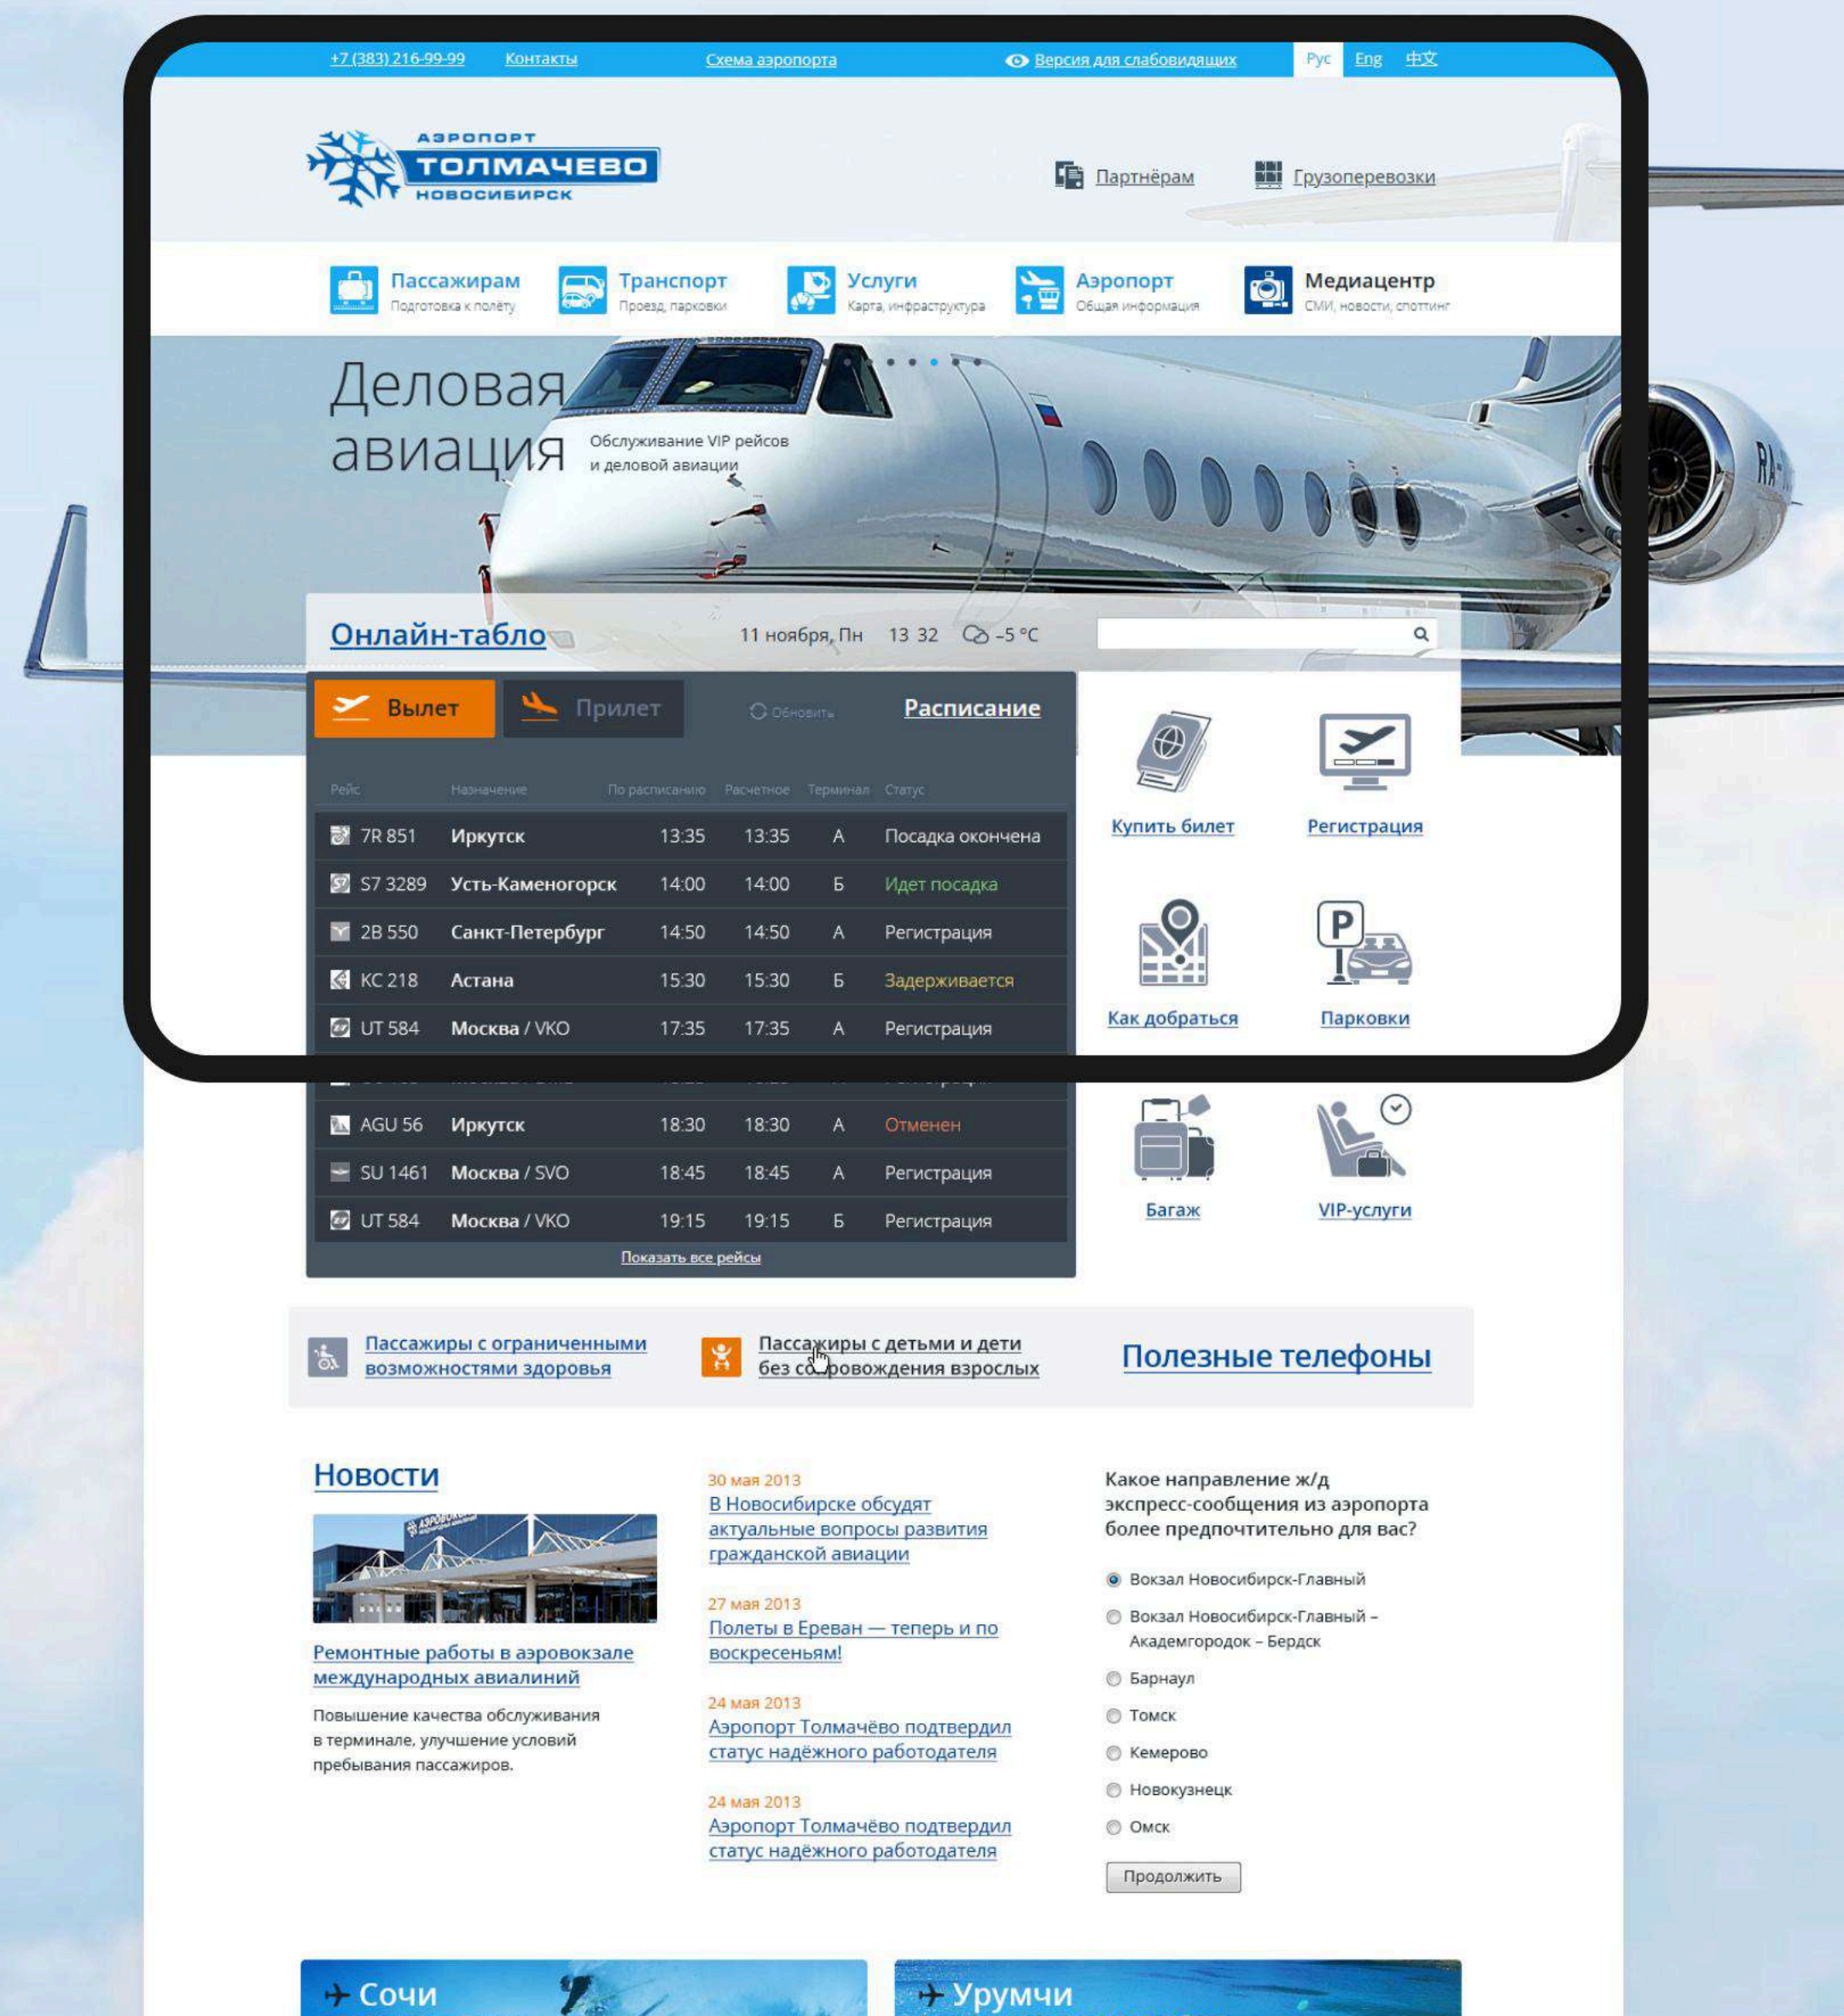 +7 (383) 216-99-99 Контакты Схема аэропорта Версия для слабовидящих Рус Eng 中文
АЭРОПОРТ
ТОЛМАЧЕВО
НОВОСИБИРСК
Партнёрам Грузоперевозки
Пассажирам
Подготовка к полёту
Транспорт
Проезд, парковки
Услуги
Карта, инфраструктура
Аэропорт
Общая информация
Медиацентр
СМИ, новости, споттинг
Деловая
авиация
Обслуживание VIP рейсов
и деловой авиации
Онлайн-табло 11 ноября, Пн 13 32 –5 °C
Вылет Прилет Обновить Расписание
Рейс Назначение По расписанию Расчетное Терминал Статус
7R 851 Иркутск 13:35 13:35 А Посадка окончена
S7 3289 Усть-Каменогорск 14:00 14:00 Б Идет посадка
2B 550 Санкт-Петербург 14:50 14:50 А Регистрация
KC 218 Астана 15:30 15:30 Б Задерживается
UT 584 Москва / VKO 17:35 17:35 А Регистрация
AGU 56 Иркутск 18:30 18:30 А Отменен
SU 1461 Москва / SVO 18:45 18:45 А Регистрация
UT 584 Москва / VKO 19:15 19:15 Б Регистрация
Показать все рейсы
Купить билет Регистрация
Как добраться Парковки
Багаж VIP-услуги
Пассажиры с ограниченными
возможностями здоровья
Пассажиры с детьми и дети
без сопровождения взрослых
Полезные телефоны
Новости
Ремонтные работы в аэровокзале
международных авиалиний
Повышение качества обслуживания
в терминале, улучшение условий
пребывания пассажиров.
30 мая 2013
В Новосибирске обсудят
актуальные вопросы развития
гражданской авиации
27 мая 2013
Полеты в Ереван — теперь и по
воскресеньям!
24 мая 2013
Аэропорт Толмачёво подтвердил
статус надёжного работодателя
24 мая 2013
Аэропорт Толмачёво подтвердил
статус надёжного работодателя
Какое направление ж/д
экспресс-сообщения из аэропорта
более предпочтительно для вас?
Вокзал Новосибирск-Главный
Вокзал Новосибирск-Главный –
Академгородок – Бердск
Барнаул
Томск
Кемерово
Новокузнецк
Омск
Продолжить
Сочи
Урумчи